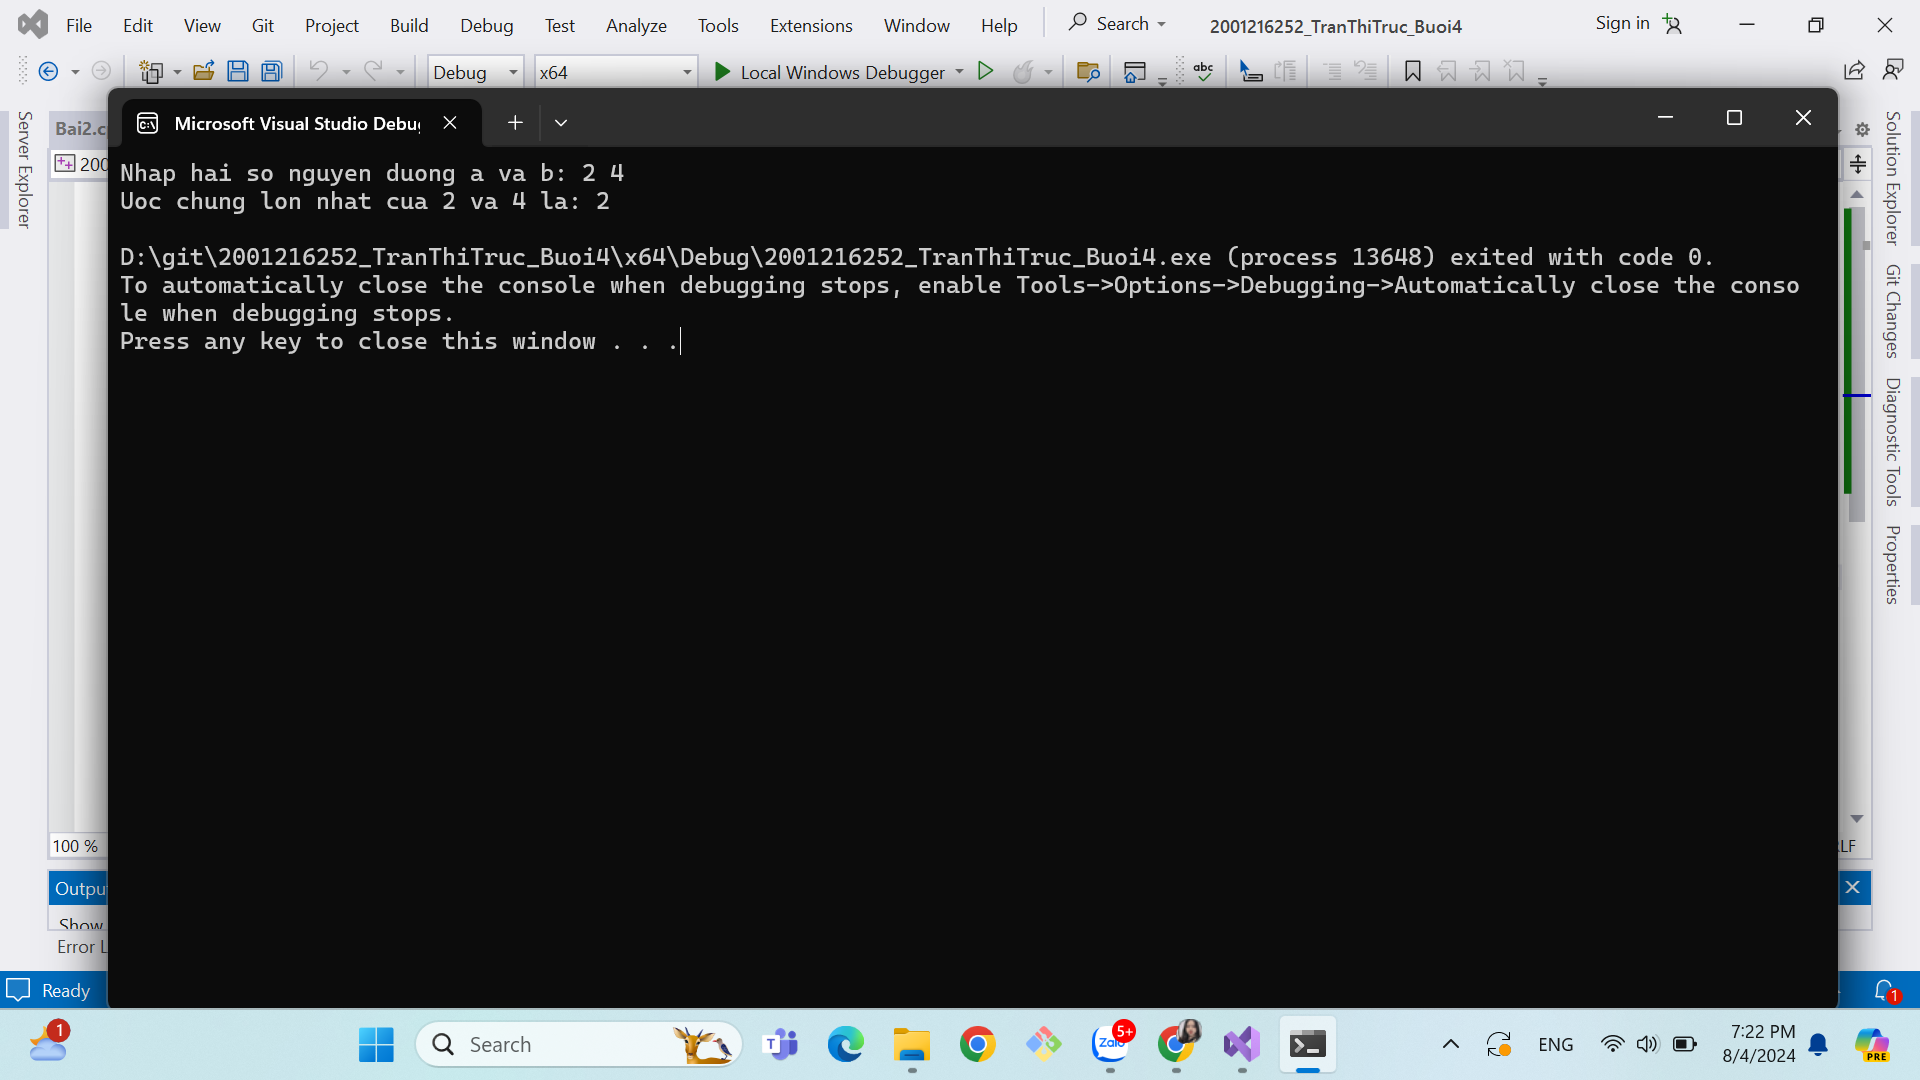 File Edit View Git Project Build Debug Test Analyze Tools Extensions Window Help Search 2001216252_TranThiTruc_Buoi4 Sign in
Debug x64 Local Windows Debugger abc
Server Explorer
Solution Explorer
Git Changes
Diagnostic Tools
Properties
Bai2.c
200
Microsoft Visual Studio Debu
Nhap hai so nguyen duong a va b: 2 4
Uoc chung lon nhat cua 2 va 4 la: 2
D:\git\2001216252_TranThiTruc_Buoi4\x64\Debug\2001216252_TranThiTruc_Buoi4.exe (process 13648) exited with code 0.
To automatically close the console when debugging stops, enable Tools->Options->Debugging->Automatically close the conso
le when debugging stops.
Press any key to close this window . . .
100 %
LF
Outpu
Show
Error L
Ready
1
1
Search
T
Zalo
5+
ENG
7:22 PM
8/4/2024
PRE